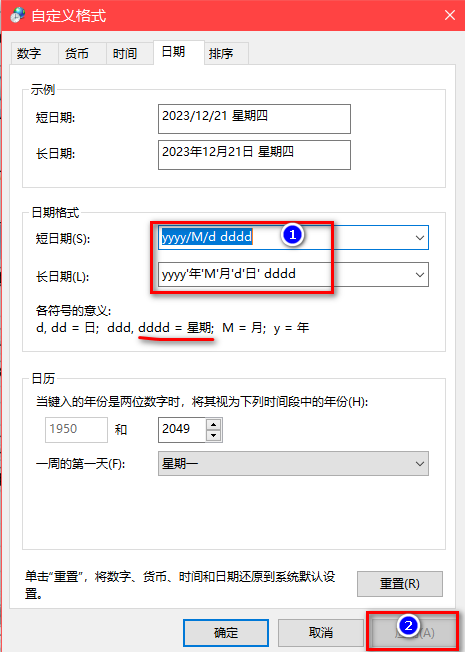 自定义格式
数字 货币 时间 日期 排序
示例
短日期: 2023/12/21 星期四
长日期: 2023年12月21日 星期四
日期格式
短日期(S): yyyy/M/d dddd 1
长日期(L): yyyy'年'M'月'd'日' dddd
各符号的意义:
d, dd = 日; ddd, dddd = 星期; M = 月; y = 年
日历
当键入的年份是两位数字时，将其视为下列时间段中的年份(H):
1950 和 2049
一周的第一天(F): 星期一
单击"重置"，将数字、货币、时间和日期还原到系统默认设
置。
重置(R)
确定 取消 2 (A)